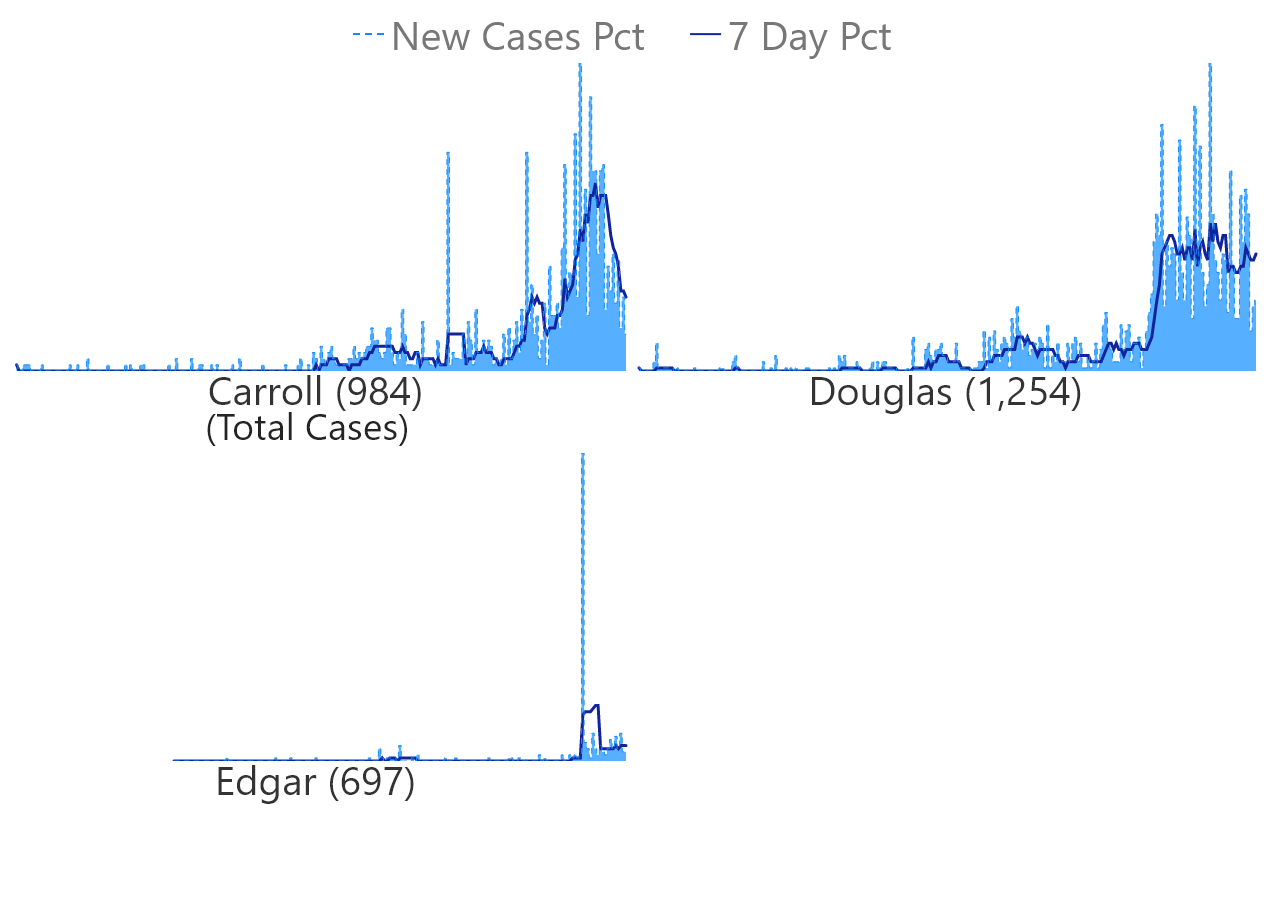 New Cases Pct 7 Day Pct
Carroll (984) Douglas (1,254)
(Total Cases)
Edgar (697)